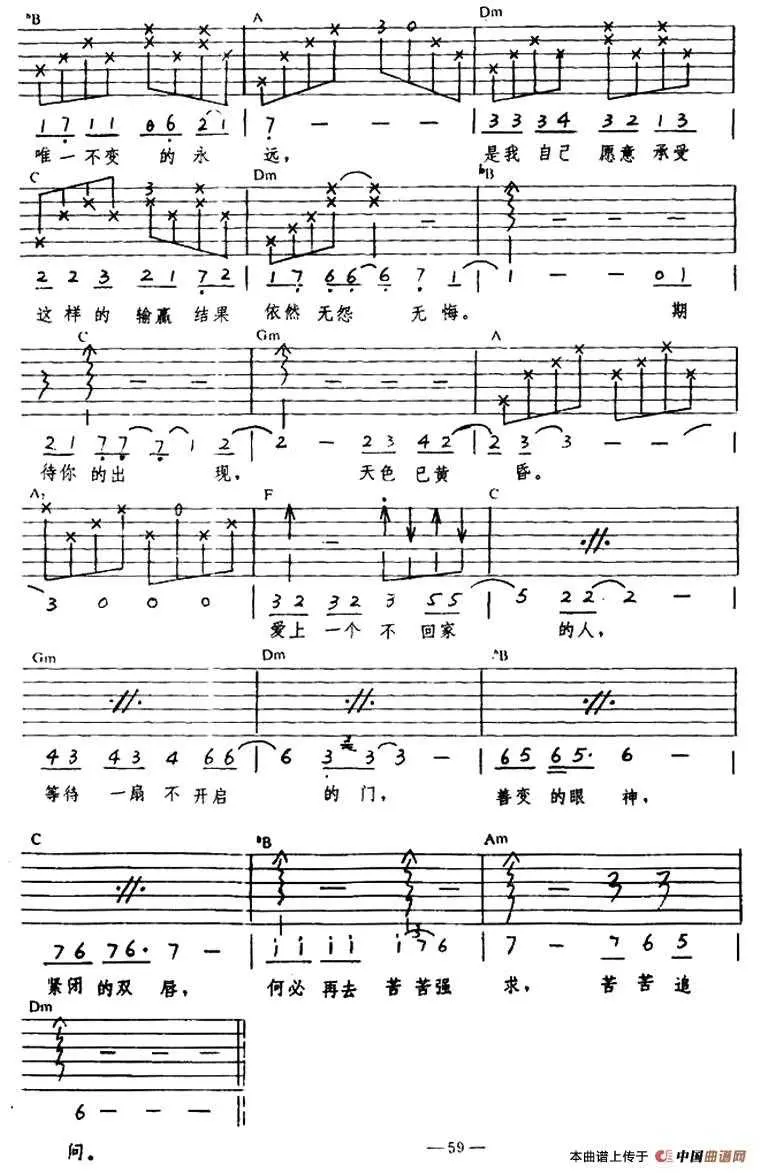 ♭B A Dm
3 0
1 7 1 1 0 6 2 1 | 7 — — — | 3 3 3 4 3 2 1 3
唯一不变 的永 远, 是我自己 愿意承受
C Dm ♭B
3
2 2 3 2 1 7 2 | 1 7 6 6 6 7 1 | 1 — — 0 1
这样的 输赢结果 依然无怨 无悔。 期
C Gm A
2 1 7 7 7 1 2 | 2 — 2 3 4 2 | 2 3 3 — —
待你的出 现, 天色已黄 昏。
A7 F C
0
3 0 0 0 | 3 2 3 2 3 5 5 | 5 2 2 · 2 — |
爱上一个不回家 的人,
Gm Dm ♭B
4 3 4 3 4 6 6 | 6 3 3 3 — | 6 5 6 5· 6 — |
等待一扇不开启 的门, 善变的眼神,
C ♭B Am
7 6 7 6· 7 — | i i i i i 7 6 | 7 — 7 6 5
3
紧闭的双唇, 何必再去苦苦强 求, 苦苦追
Dm
6 — — —
问。
—59—
本曲谱上传于 中国曲谱网